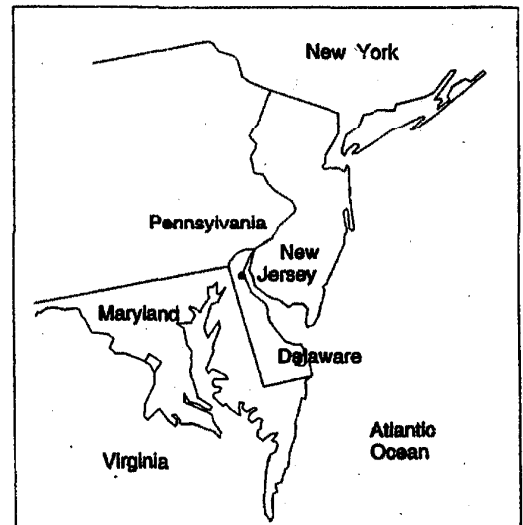 New York
Pennsylvania
New
Jersey
Maryland
Delaware
Atlantic
Ocean
Virginia